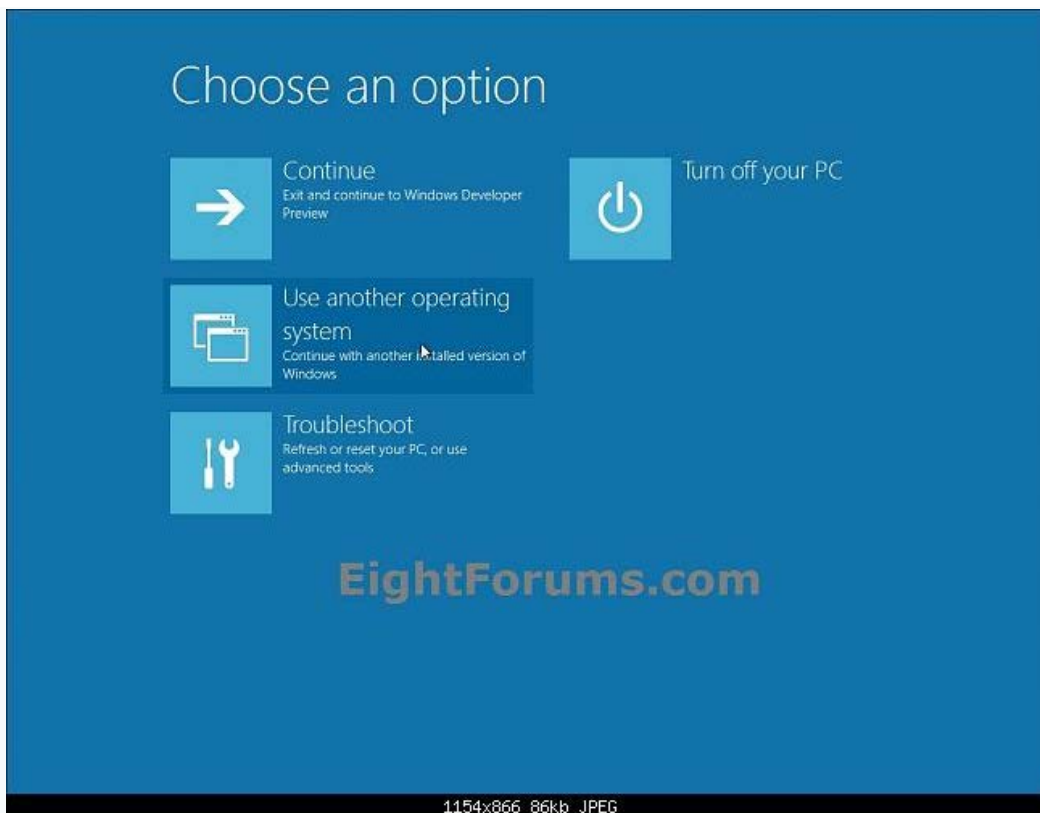 Choose an option
Continue
Exit and continue to Windows Developer
Preview
Turn off your PC
Use another operating
system
Continue with another installed version of
Windows
Troubleshoot
Refresh or reset your PC, or use
advanced tools
EightForums.com
1154x866 86kb JPEG